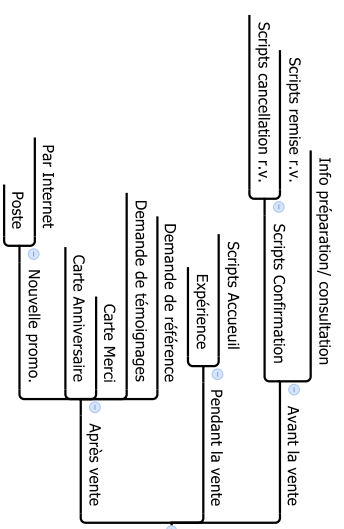 Info préparation/ consultation
Scripts remise r.v.
Scripts cancellation r.v.
Scripts Confirmation
Avant la vente
Scripts Accueuil
Expérience
Pendant la vente
Demande de référence
Demande de témoignages
Carte Merci
Carte Anniversaire
Par Internet
Poste
Nouvelle promo.
Après vente